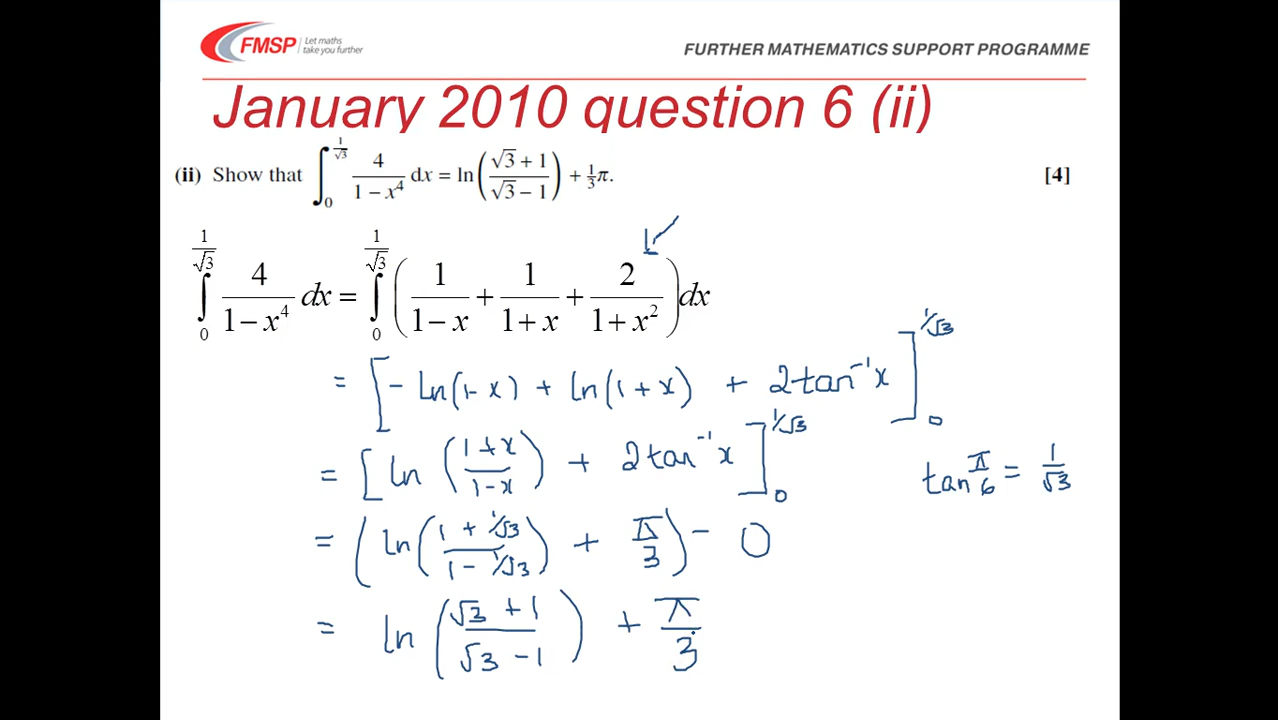 FMSP Let maths take you further
FURTHER MATHEMATICS SUPPORT PROGRAMME
January 2010 question 6 (ii)
(ii) Show that ∫₀^(1/√3) 4/(1 − x⁴) dx = ln((√3 + 1)/(√3 − 1)) + ⅓π. [4]
∫₀^(1/√3) 4/(1 − x⁴) dx = ∫₀^(1/√3) (1/(1 − x) + 1/(1 + x) + 2/(1 + x²)) dx
= [− ln(1 − x) + ln(1 + x) + 2tan⁻¹x]₀^(1/√3)
= [ln((1 + x)/(1 − x)) + 2tan⁻¹x]₀^(1/√3) tan π/6 = 1/√3
= (ln((1 + 1/√3)/(1 − 1/√3)) + π/3) − 0
= ln((√3 + 1)/(√3 − 1)) + π/3